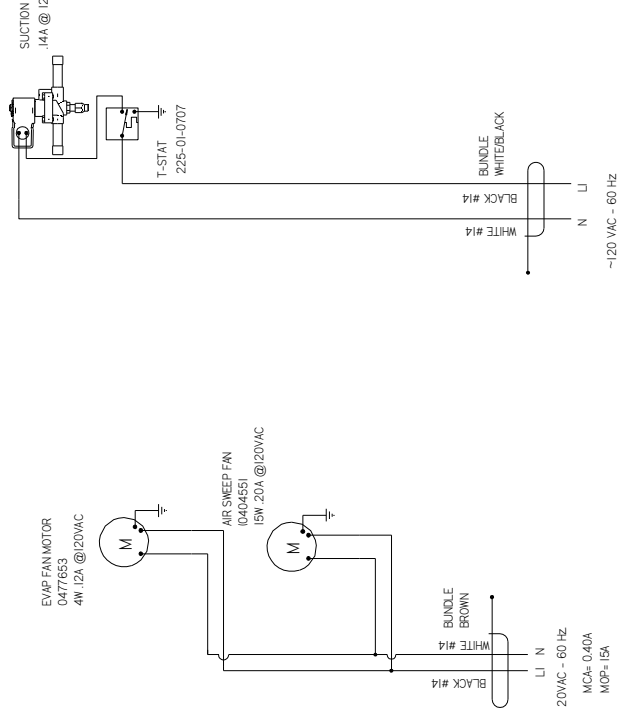 SUCTION
.14A @ 12
T-STAT
225-01-0707
BUNDLE
WHITE/BLACK
BLACK #14
WHITE #14
L1
N
~120 VAC - 60 Hz
EVAP FAN MOTOR
0477653
4W .12A @120VAC
M
AIR SWEEP FAN
(0404551
15W .20A @120VAC
M
BUNDLE
BROWN
WHITE #14
BLACK #14
L1 N
20VAC - 60 Hz.
MCA= 0.40A
MOP= 15A